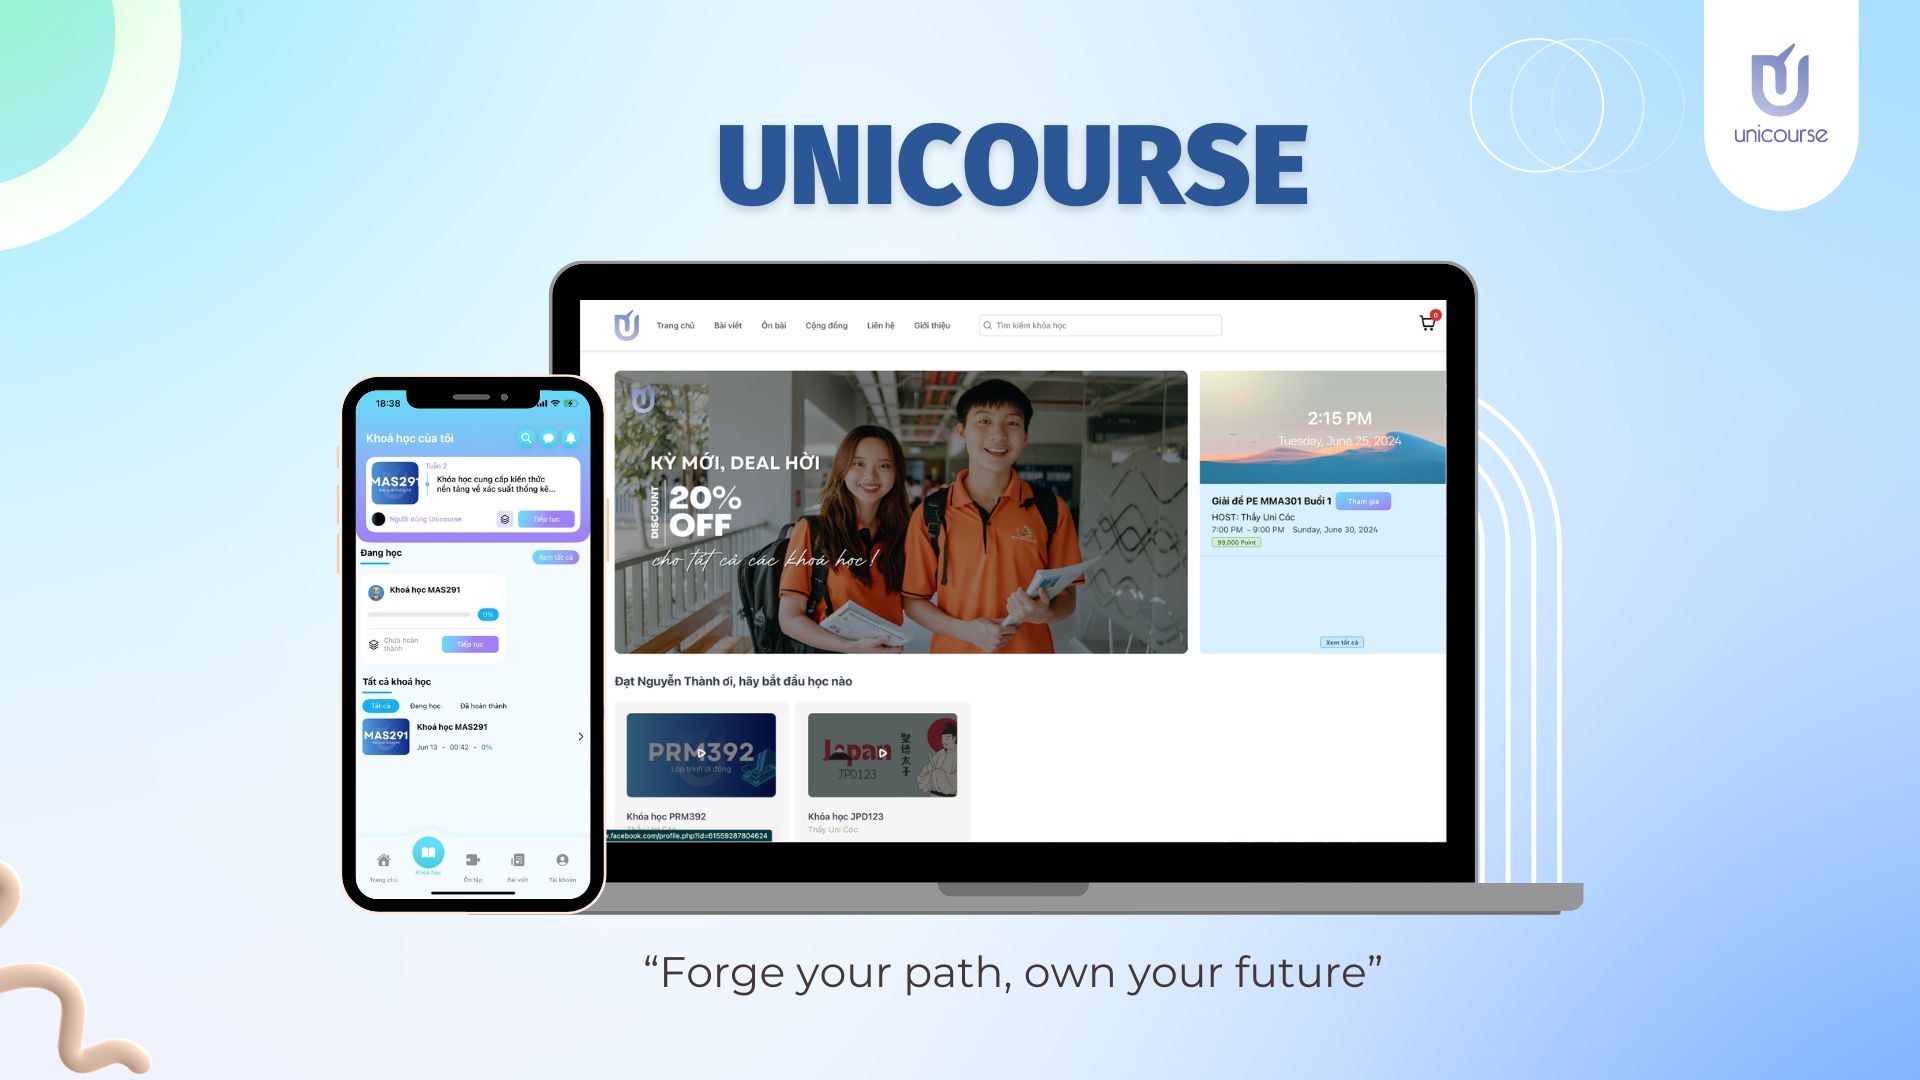 unicourse
UNICOURSE
Trang chủ
Bài viết
Ôn bài
Cộng đồng
Liên hệ
Giới thiệu
Tìm kiếm khóa học
0
KỲ MỚI, DEAL HỜI
DISCOUNT
20%
OFF
cho tất cả các khoá học!
2:15 PM
Tuesday, June 25, 2024
Giải đề PE MMA301 Buổi 1
Tham gia
HOST: Thầy Uni Cóc
7:00 PM - 9:00 PM Sunday, June 30, 2024
99,000 Point
Xem tất cả
Đạt Nguyễn Thành ơi, hãy bắt đầu học nào
PRM392
Lập trình di động
Khóa học PRM392
Thầy Uni Cóc
Japan
JPD123
聖徳太子
Khóa học JPD123
Thầy Uni Cóc
.facebook.com/profile.php?id=61559287804624
18:38
Khoá học của tôi
MAS291
Tuần 2
Khóa học cung cấp kiến thức
nền tảng về xác suất thống kê...
Người dùng Unicourse
Tiếp tục
Đang học
Xem tất cả
Khoá học MAS291
0%
Chưa hoàn
thành
Tiếp tục
Tất cả khoá học
Tất cả
Đang học
Đã hoàn thành
MAS291
Khoá học MAS291
Jun 13 - 00:42 - 0%
Trang chủ
Khoá học
Ôn tập
Bài viết
Tài khoản
“Forge your path, own your future”